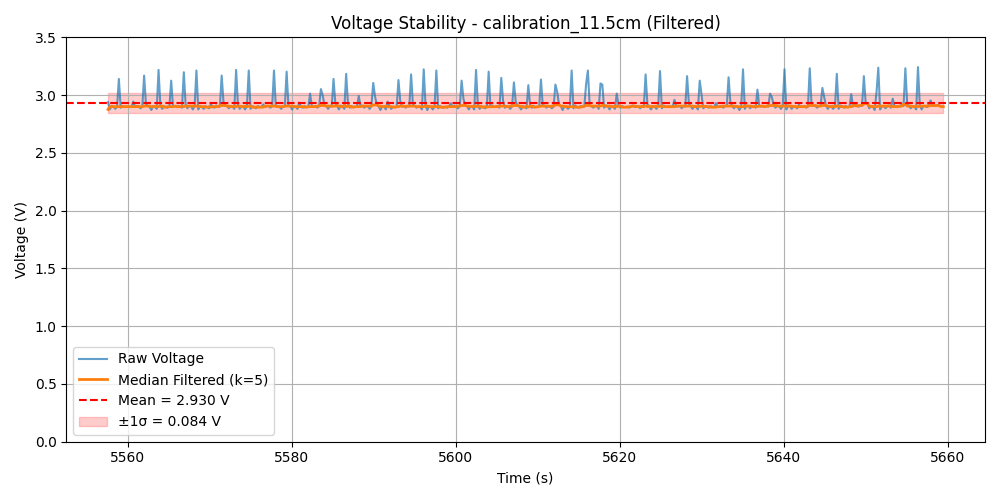 Voltage Stability - calibration_11.5cm (Filtered)
Voltage (V)
3.5
3.0
2.5
2.0
1.5
1.0
0.5
0.0
Raw Voltage
Median Filtered (k=5)
Mean = 2.930 V
±1σ = 0.084 V
5560 5580 5600 5620 5640 5660
Time (s)